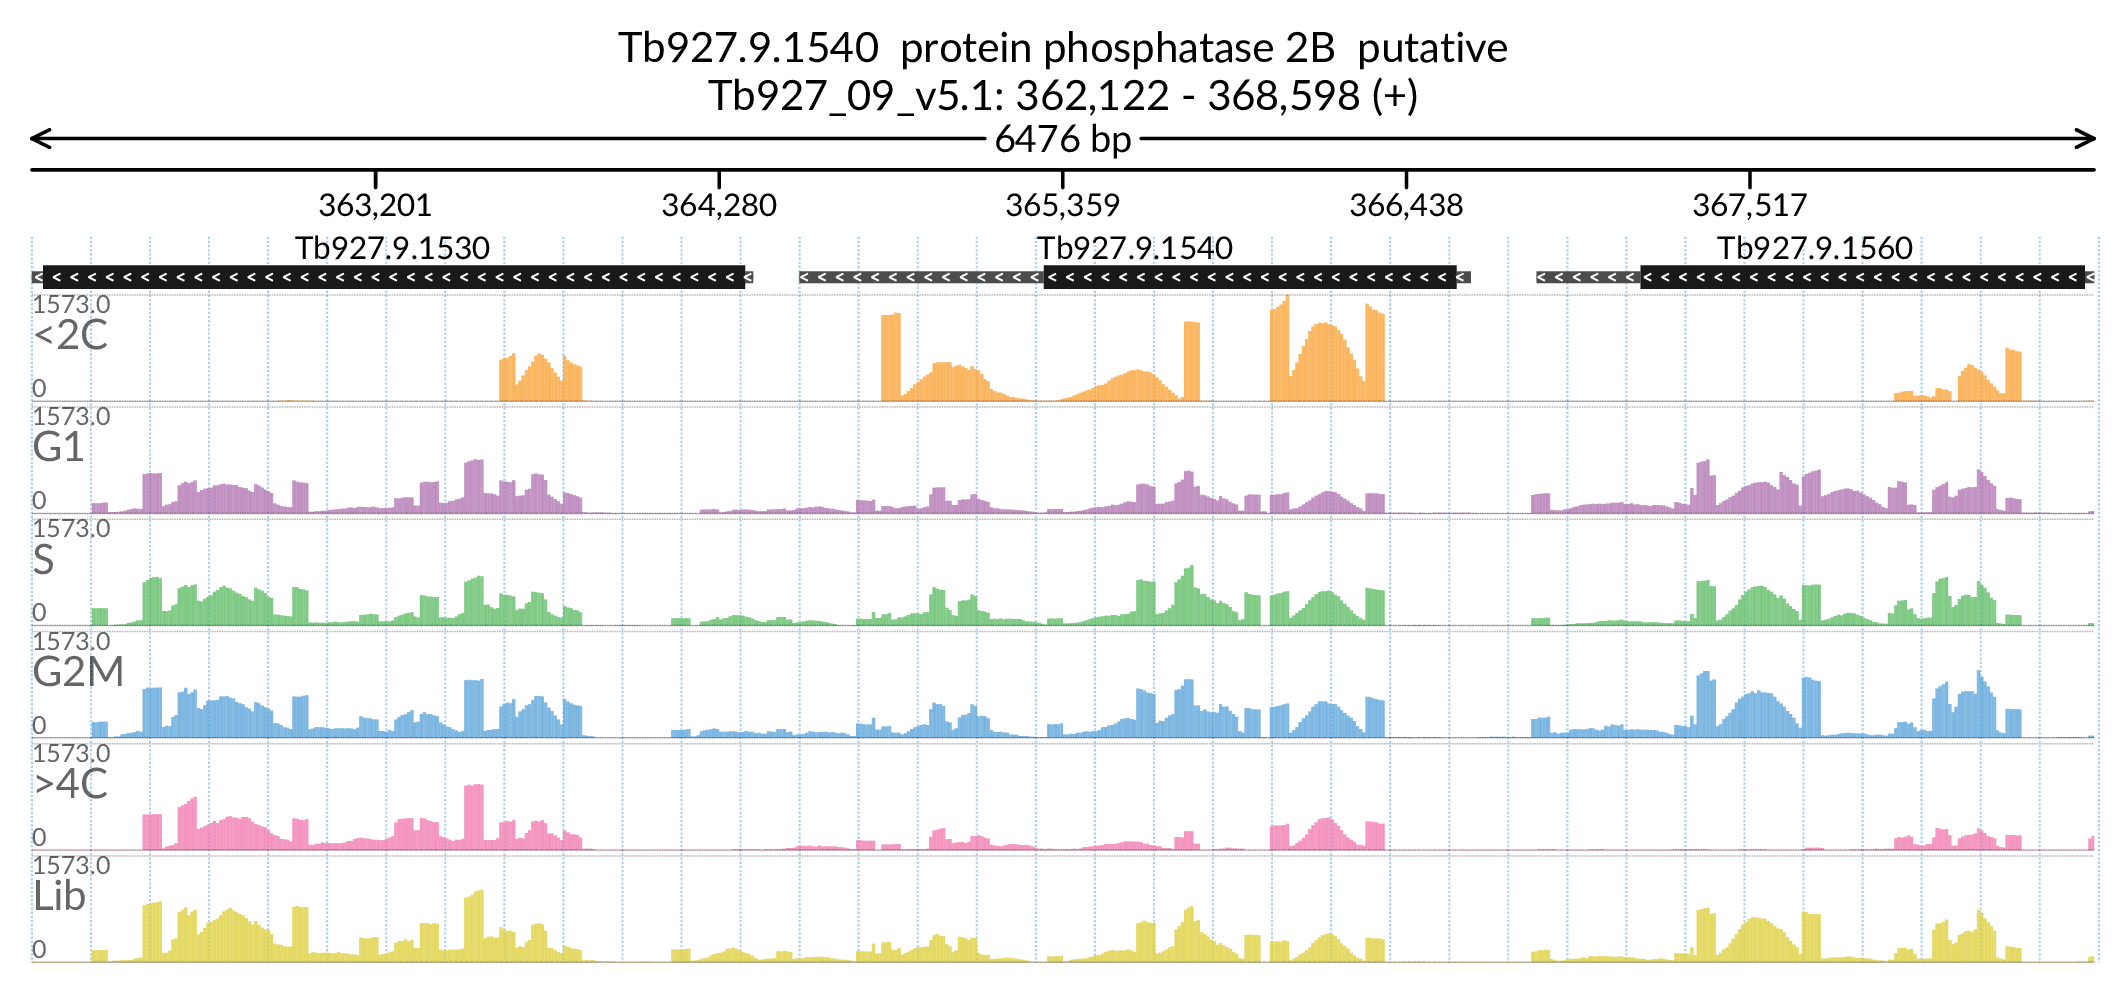 Tb927.9.1540  protein phosphatase 2B  putative
Tb927_09_v5.1: 362,122 - 368,598 (+)
6476 bp
363,201 364,280 365,359 366,438 367,517
Tb927.9.1530 Tb927.9.1540 Tb927.9.1560
1573.0
<2C
0
1573.0
G1
0
1573.0
S
0
1573.0
G2M
0
1573.0
>4C
0
1573.0
Lib
0